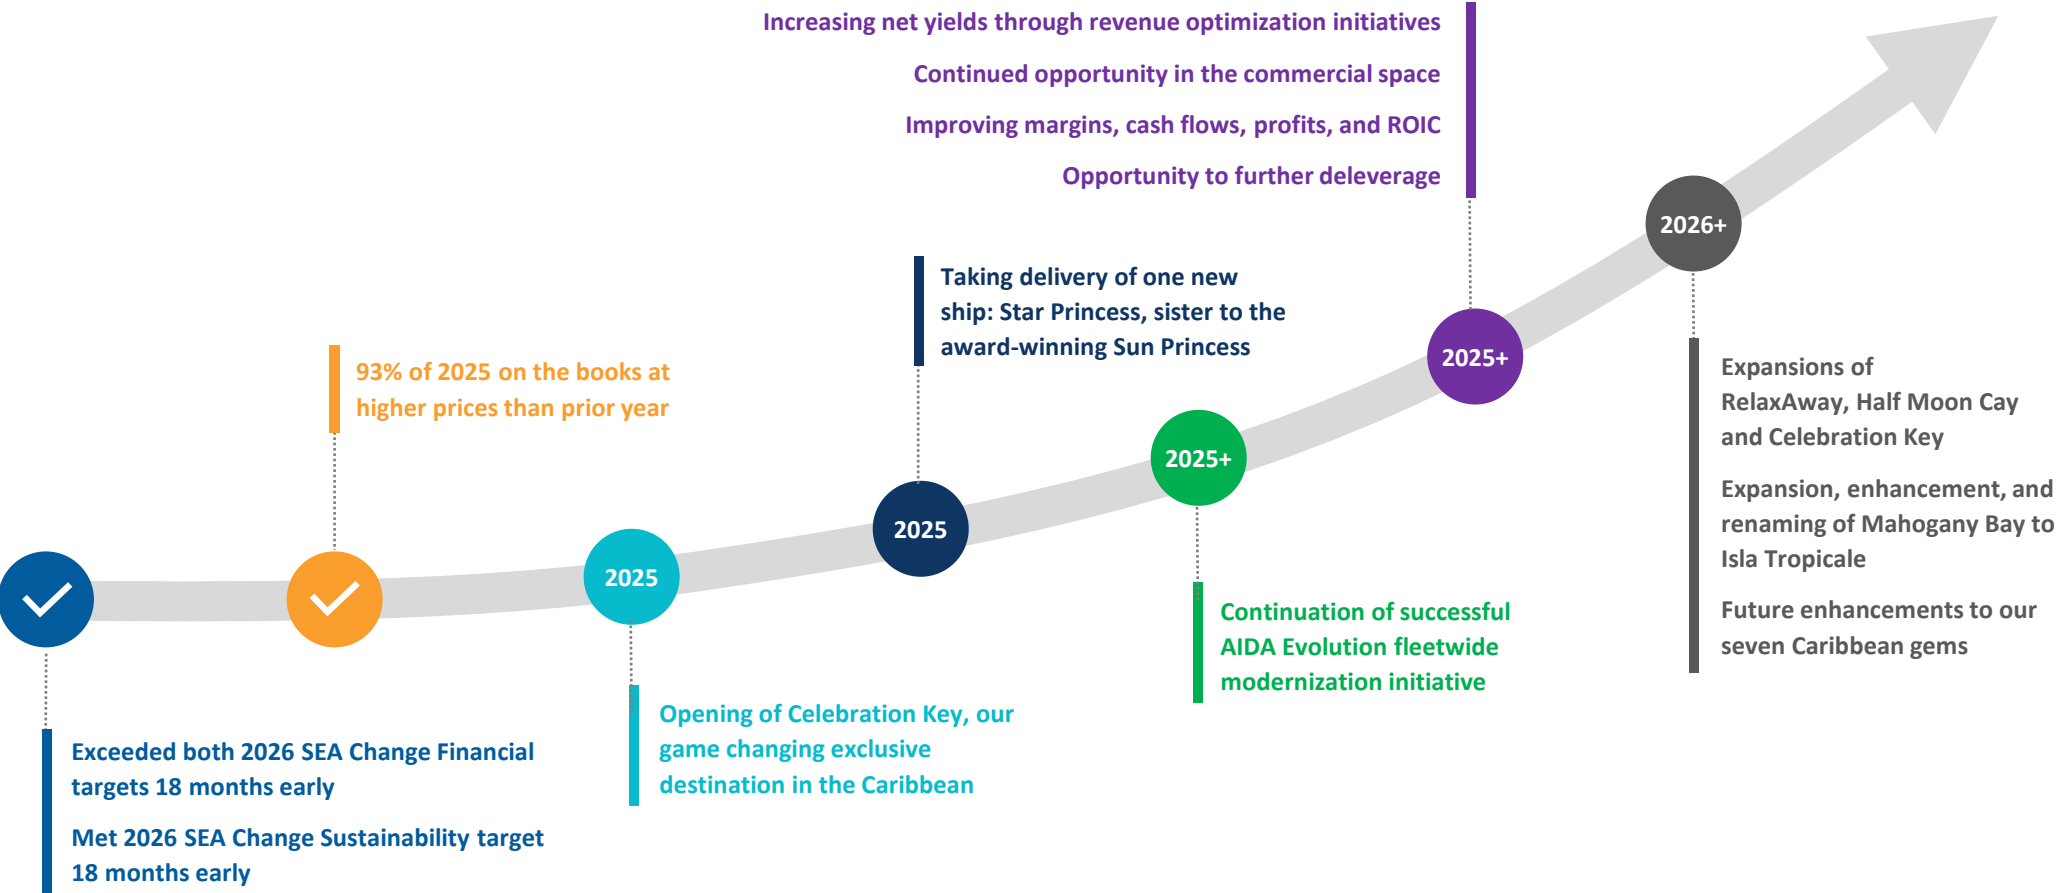 Increasing net yields through revenue optimization initiatives
Continued opportunity in the commercial space
Improving margins, cash flows, profits, and ROIC
Opportunity to further deleverage
2026+
Taking delivery of one new
ship: Star Princess, sister to the
award-winning Sun Princess
2025+
93% of 2025 on the books at
higher prices than prior year
Expansions of
RelaxAway, Half Moon Cay
and Celebration Key
2025+
Expansion, enhancement, and
renaming of Mahogany Bay to
Isla Tropicale
2025
2025
Future enhancements to our
seven Caribbean gems
Continuation of successful
AIDA Evolution fleetwide
modernization initiative
Opening of Celebration Key, our
game changing exclusive
destination in the Caribbean
Exceeded both 2026 SEA Change Financial
targets 18 months early
Met 2026 SEA Change Sustainability target
18 months early